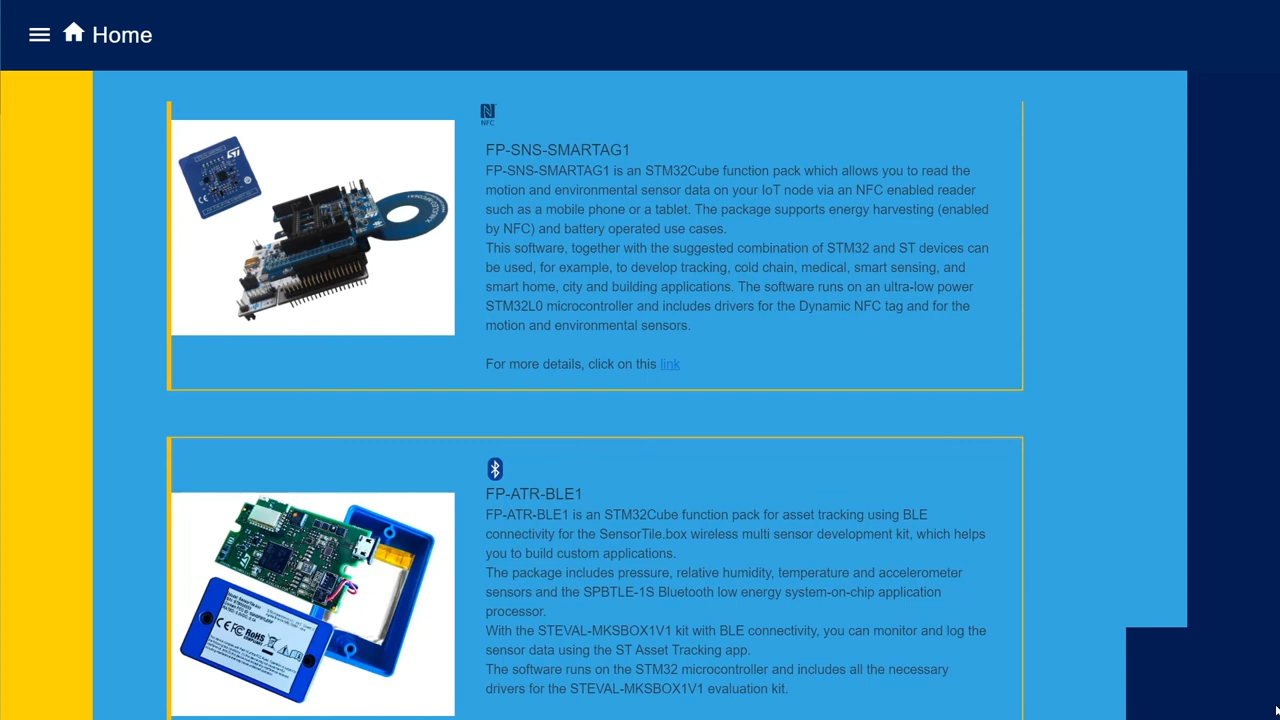 Home
NFC
FP-SNS-SMARTAG1
FP-SNS-SMARTAG1 is an STM32Cube function pack which allows you to read the
motion and environmental sensor data on your IoT node via an NFC enabled reader
such as a mobile phone or a tablet. The package supports energy harvesting (enabled
by NFC) and battery operated use cases.
This software, together with the suggested combination of STM32 and ST devices can
be used, for example, to develop tracking, cold chain, medical, smart sensing, and
smart home, city and building applications. The software runs on an ultra-low power
STM32L0 microcontroller and includes drivers for the Dynamic NFC tag and for the
motion and environmental sensors.
For more details, click on this link
FP-ATR-BLE1
FP-ATR-BLE1 is an STM32Cube function pack for asset tracking using BLE
connectivity for the SensorTile.box wireless multi sensor development kit, which helps
you to build custom applications.
The package includes pressure, relative humidity, temperature and accelerometer
sensors and the SPBTLE-1S Bluetooth low energy system-on-chip application
processor.
With the STEVAL-MKSBOX1V1 kit with BLE connectivity, you can monitor and log the
sensor data using the ST Asset Tracking app.
The software runs on the STM32 microcontroller and includes all the necessary
drivers for the STEVAL-MKSBOX1V1 evaluation kit.
ST
CE
CE FC RoHS